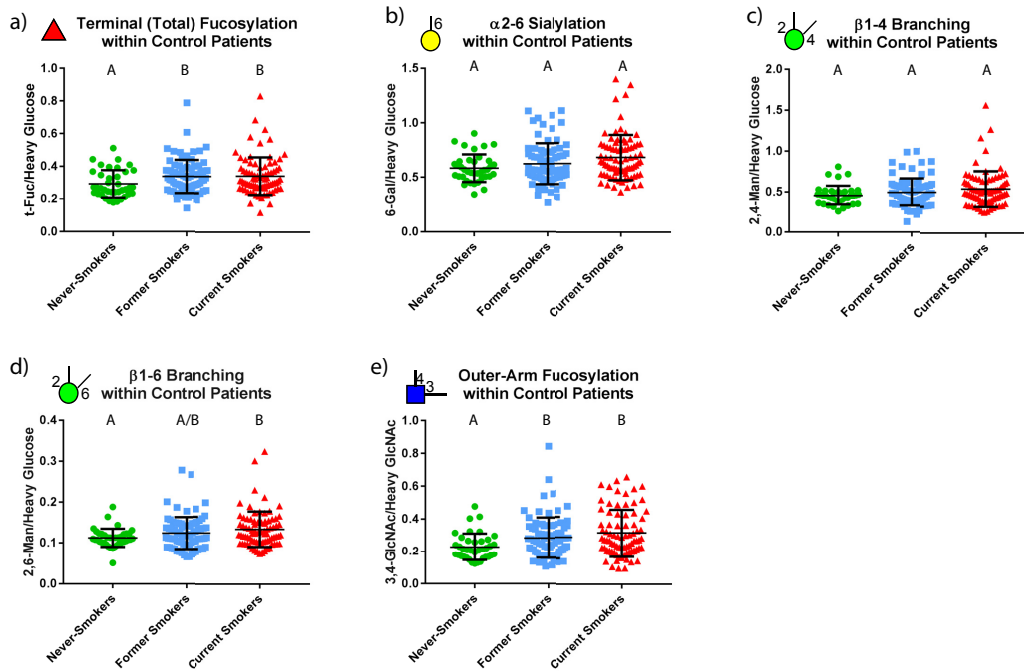 a)
Terminal (Total) Fucosylation
within Control Patients
t-Fuc/Heavy Glucose
A B B
1.0
0.8
0.6
0.4
0.2
0.0
Never-Smokers
Former Smokers
Current Smokers
b)
6
α2-6 Sialylation
within Control Patients
6-Gal/Heavy Glucose
A A A
1.5
1.0
0.5
0.0
Never-Smokers
Former Smokers
Current Smokers
c)
2
4
β1-4 Branching
within Control Patients
2,4-Man/Heavy Glucose
A A A
2.0
1.5
1.0
0.5
0.0
Never-Smokers
Former Smokers
Current Smokers
d)
2
6
β1-6 Branching
within Control Patients
2,6-Man/Heavy Glucose
A A/B B
0.4
0.3
0.2
0.1
0.0
Never-Smokers
Former Smokers
Current Smokers
e)
4
3
Outer-Arm Fucosylation
within Control Patients
3,4-GlcNAc/Heavy GlcNAc
A B B
1.0
0.8
0.6
0.4
0.2
0.0
Never-Smokers
Former Smokers
Current Smokers